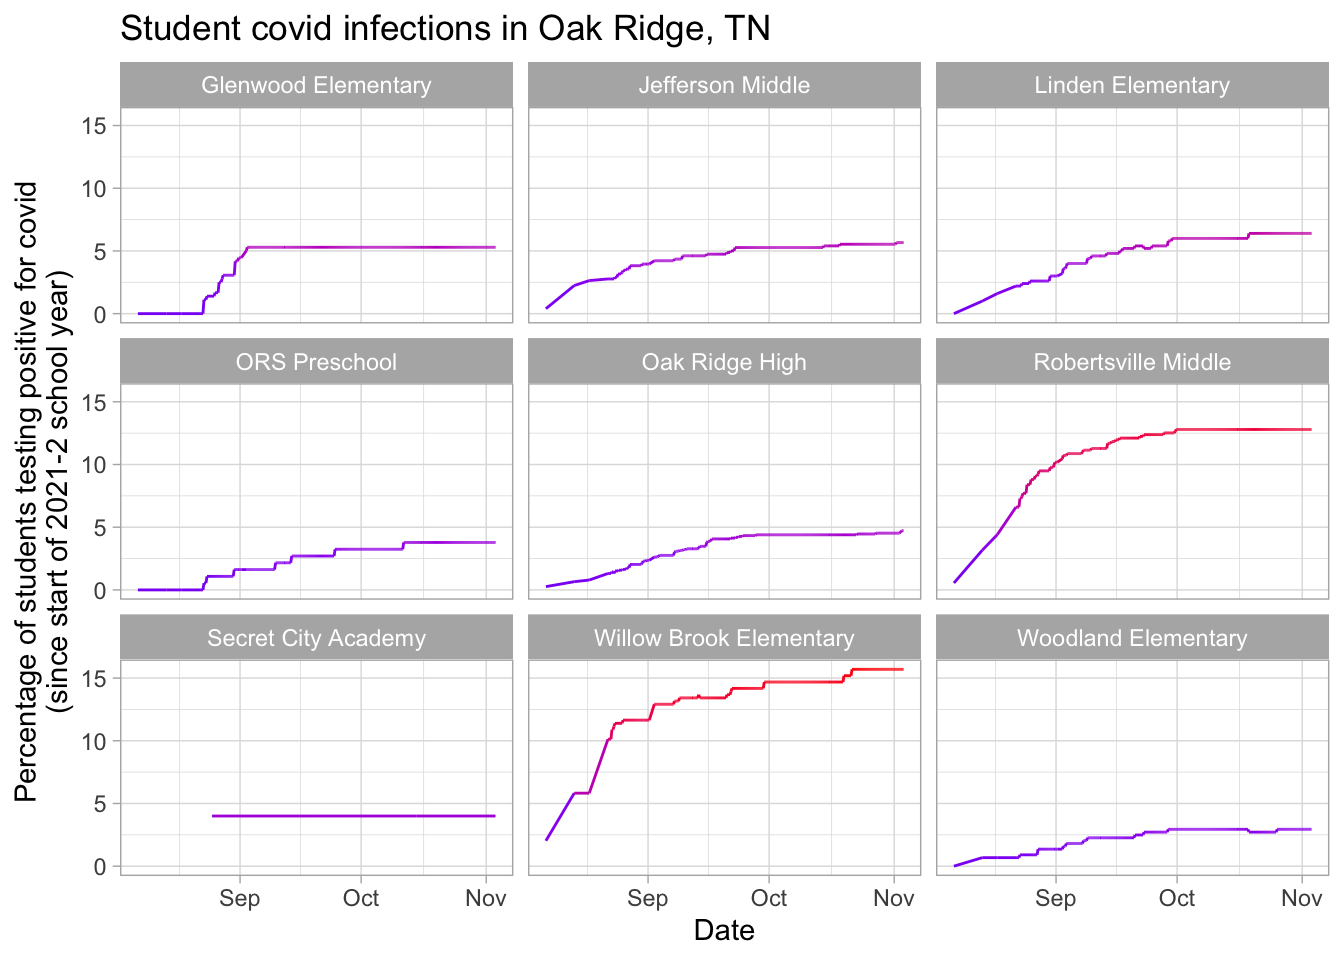 Student covid infections in Oak Ridge, TN
Percentage of students testing positive for covid
(since start of 2021-2 school year)
Glenwood Elementary
Jefferson Middle
Linden Elementary
15
10
5
0
ORS Preschool
Oak Ridge High
Robertsville Middle
15
10
5
0
Secret City Academy
Willow Brook Elementary
Woodland Elementary
15
10
5
0
Sep
Oct
Nov
Sep
Oct
Nov
Sep
Oct
Nov
Date